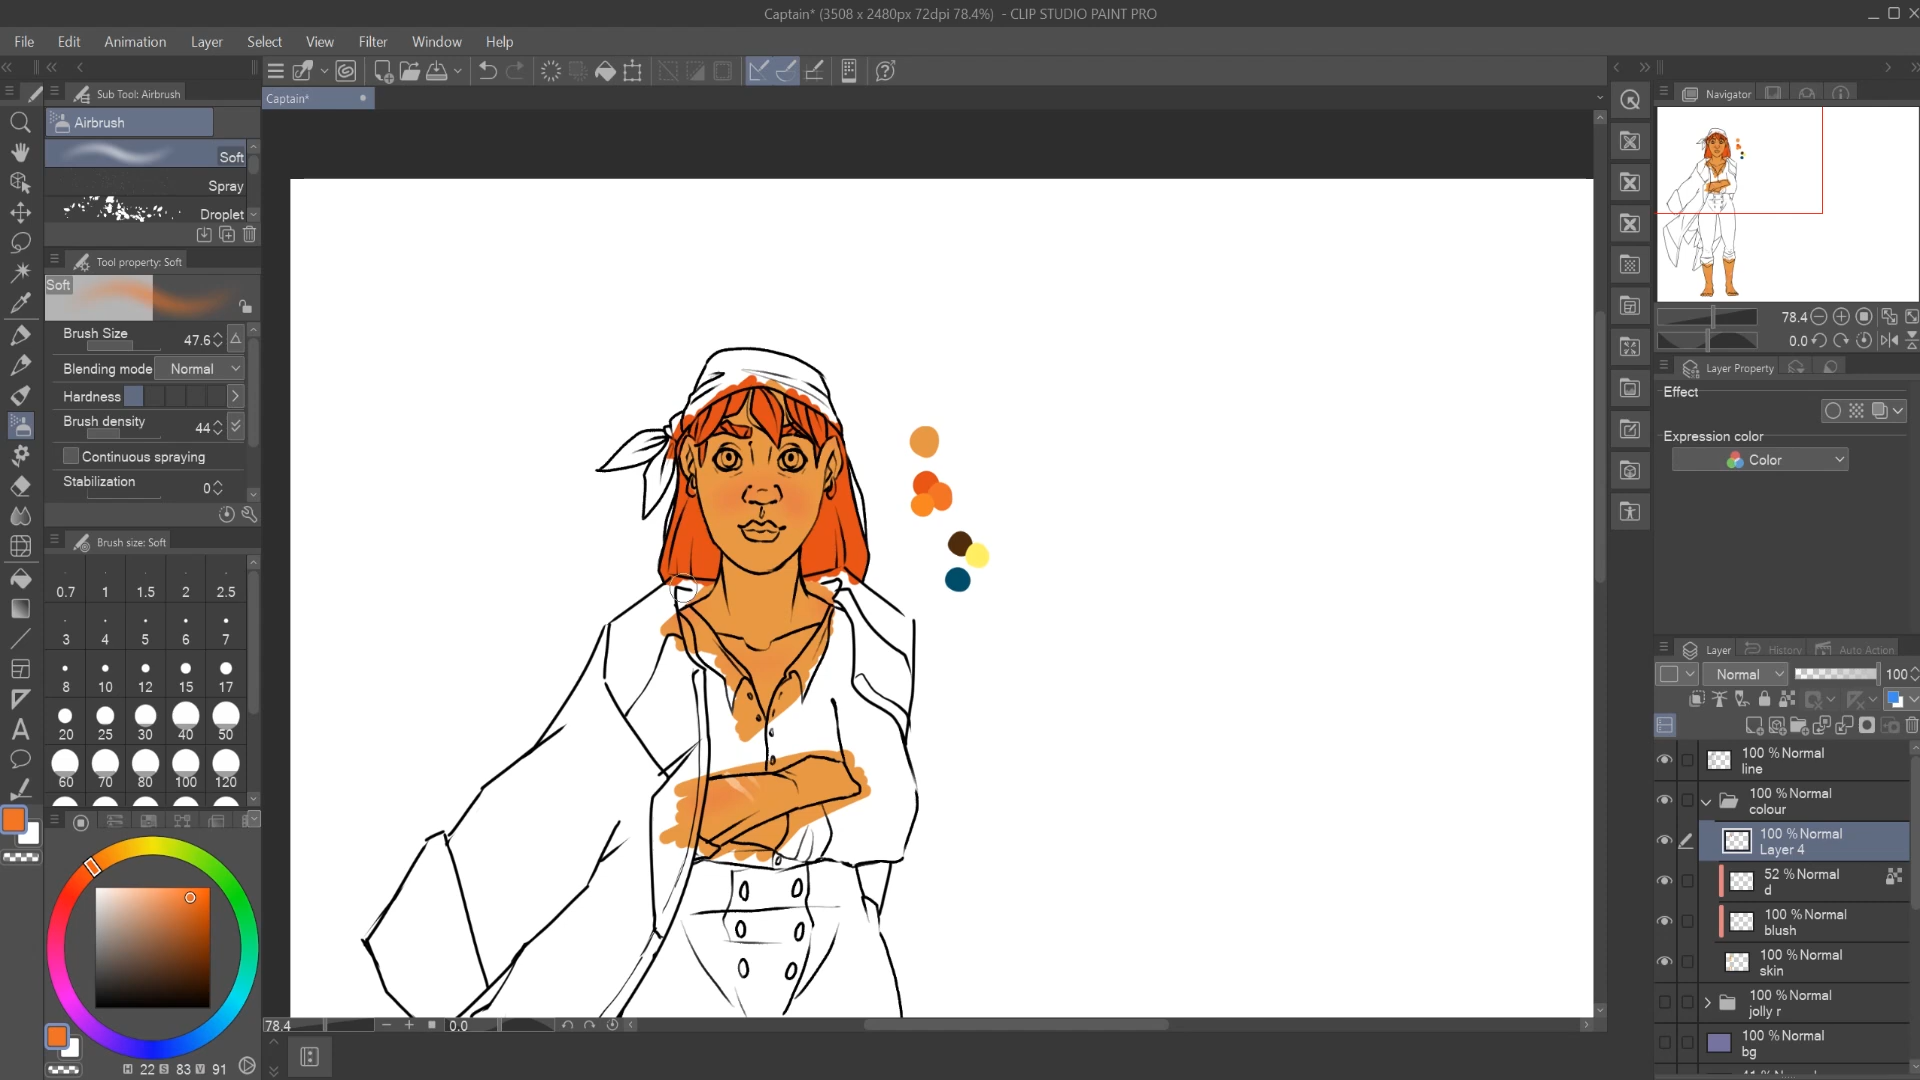 Captain* (3508 x 2480px 72dpi 78.4%) - CLIP STUDIO PAINT PRO
File Edit Animation Layer Select View Filter Window Help
Sub Tool: Airbrush
Captain*
Navigator
Airbrush
Soft
Spray
Droplet
Tool property: Soft
Soft
Brush Size 47.6
Blending mode Normal
Hardness
Brush density 44
Continuous spraying
Stabilization 0
Brush size: Soft
0.7 1 1.5 2 2.5
3 4 5 6 7
8 10 12 15 17
20 25 30 40 50
60 70 80 100 120
H 22 S 83 V 91
78.4 0.0
78.4
0.0
Layer Property
Effect
Expression color
Color
Layer History Auto Action
Normal 100
100 % Normal
line
100 % Normal
colour
100 % Normal
Layer 4
52 % Normal
d
100 % Normal
blush
100 % Normal
skin
100 % Normal
jolly r
100 % Normal
bg